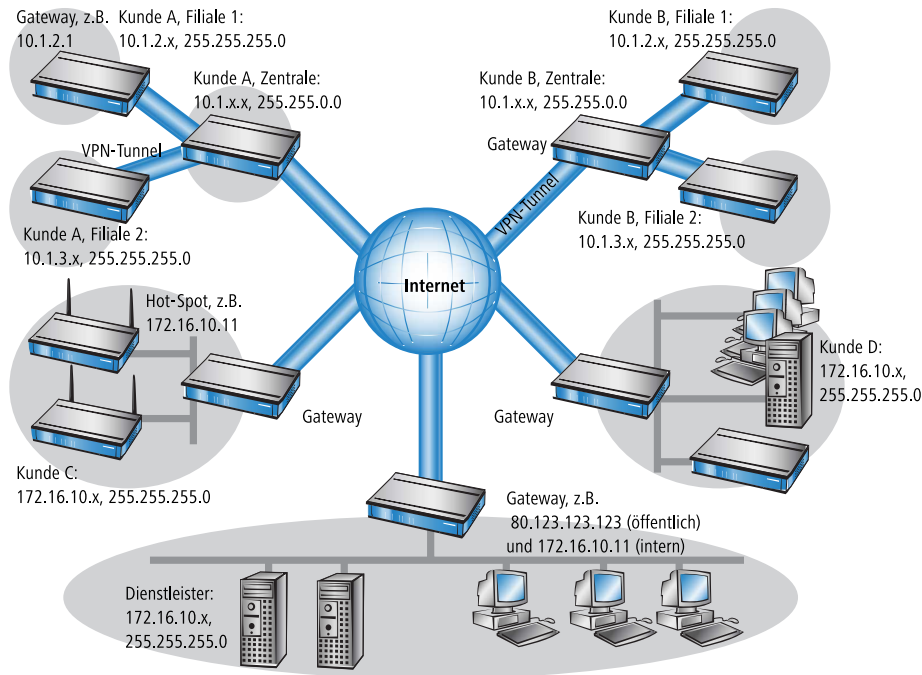 Gateway, z.B.
10.1.2.1
Kunde A, Filiale 1:
10.1.2.x, 255.255.255.0
Kunde A, Zentrale:
10.1.x.x, 255.255.0.0
VPN-Tunnel
Kunde A, Filiale 2:
10.1.3.x, 255.255.255.0
Kunde B, Filiale 1:
10.1.2.x, 255.255.255.0
Kunde B, Zentrale:
10.1.x.x, 255.255.0.0
Gateway
VPN-Tunnel
Kunde B, Filiale 2:
10.1.3.x, 255.255.255.0
Internet
Hot-Spot, z.B.
172.16.10.11
Gateway
Kunde C:
172.16.10.x, 255.255.255.0
Gateway
Kunde D:
172.16.10.x,
255.255.255.0
Gateway, z.B.
80.123.123.123 (öffentlich)
und 172.16.10.11 (intern)
Dienstleister:
172.16.10.x,
255.255.255.0